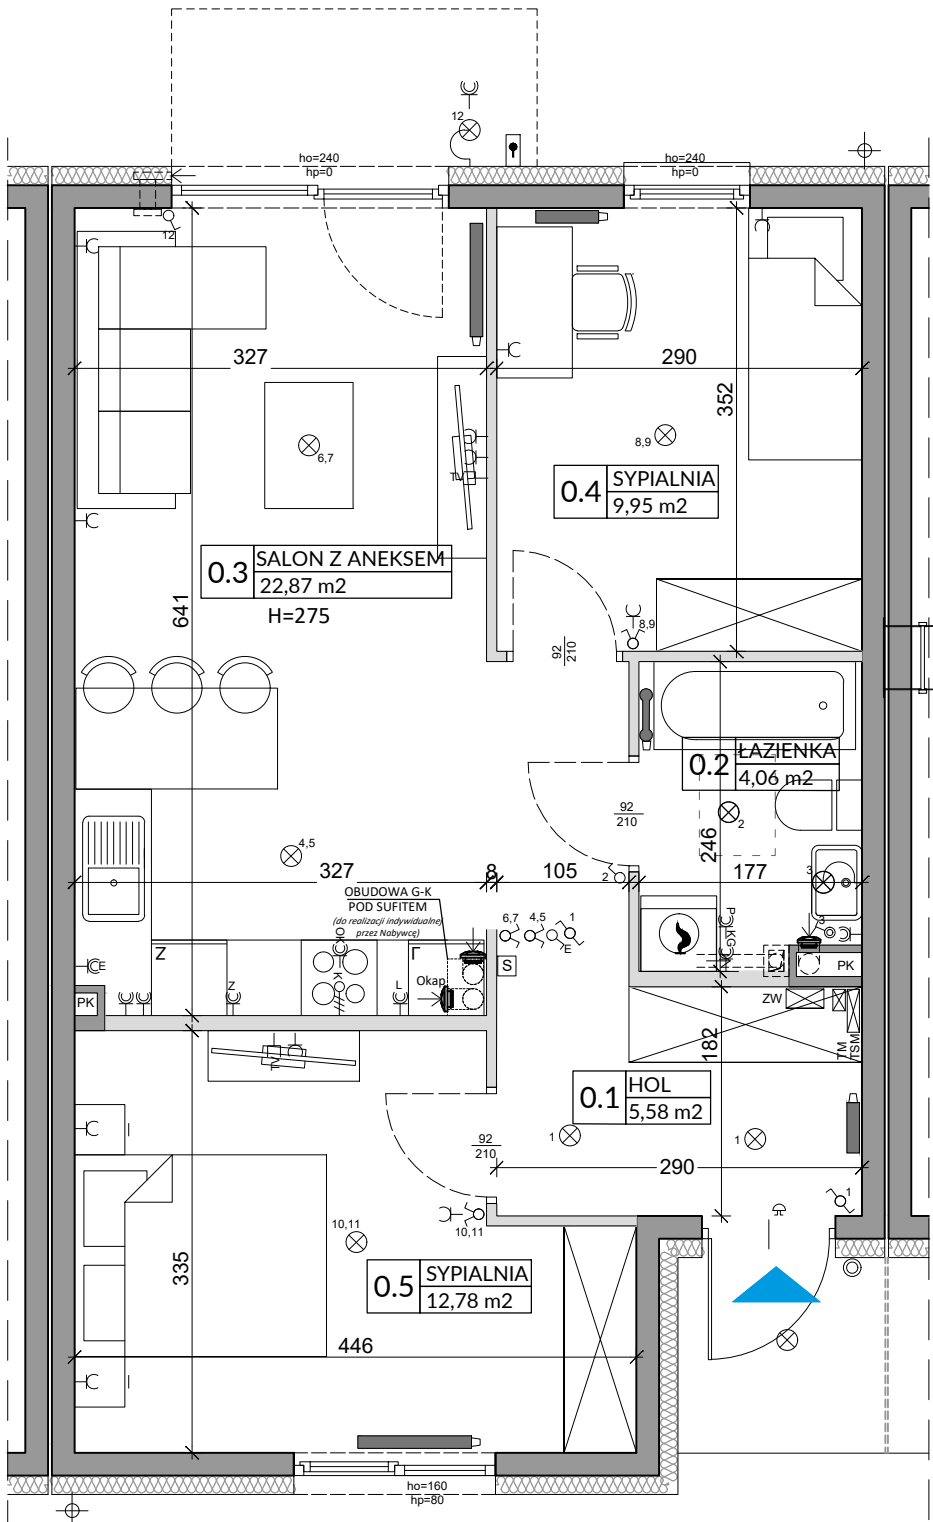 12
ho=240
hp=0
ho=240
hp=0
12
327
290
352
6,7
8,9
TV
0.4
SYPIALNIA
9,95 m2
0.3
SALON Z ANEKSEM
22,87 m2
H=275
641
8,9
92
210
0.2
ŁAZIENKA
4,06 m2
92
210
2
246
4,5
327
8
105
2
177
3
OBUDOWA G-K
POD SUFITEM
(do realizacji indywidualnej
przez Nabywcę)
6,7
4,5
1
E
3
P
LKG
OK
K
Z
Z
L
Okap
S
E
PK
PK
ZW
TM
TSM
182
TV
0.1
HOL
5,58 m2
1
1
92
210
290
1
10,11
10,11
335
0.5
SYPIALNIA
12,78 m2
446
ho=160
hp=80